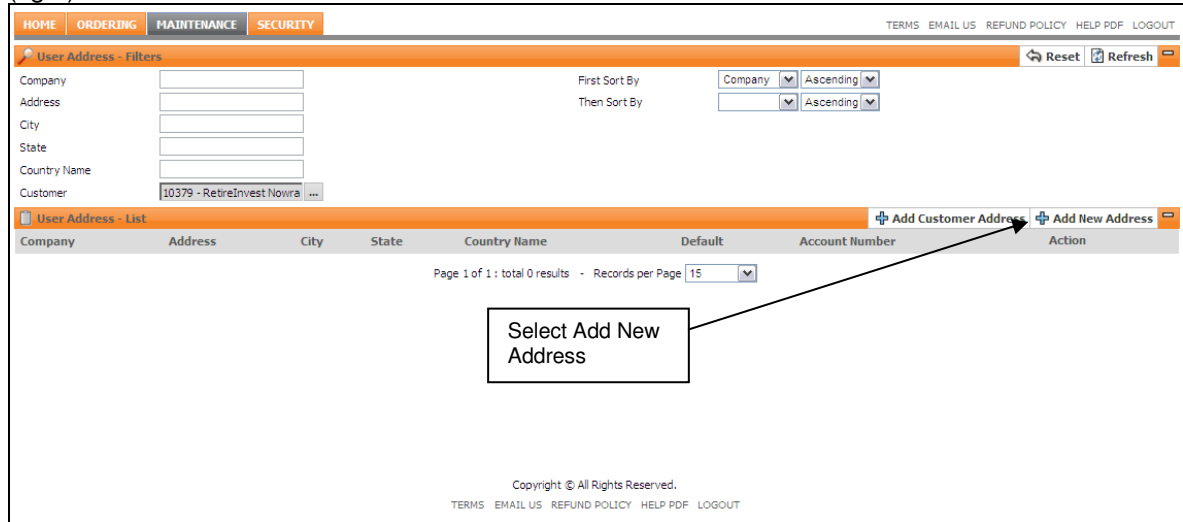 HOME ORDERING MAINTENANCE SECURITY TERMS EMAIL US REFUND POLICY HELP PDF LOGOUT
User Address - Filters Reset Refresh
Company First Sort By Company Ascending
Address Then Sort By Ascending
City
State
Country Name
Customer 10379 - RetireInvest Nowra ...
User Address - List Add Customer Address Add New Address
Company Address City State Country Name Default Account Number Action
Page 1 of 1 : total 0 results - Records per Page 15
Select Add New
Address
Copyright © All Rights Reserved.
TERMS EMAIL US REFUND POLICY HELP PDF LOGOUT